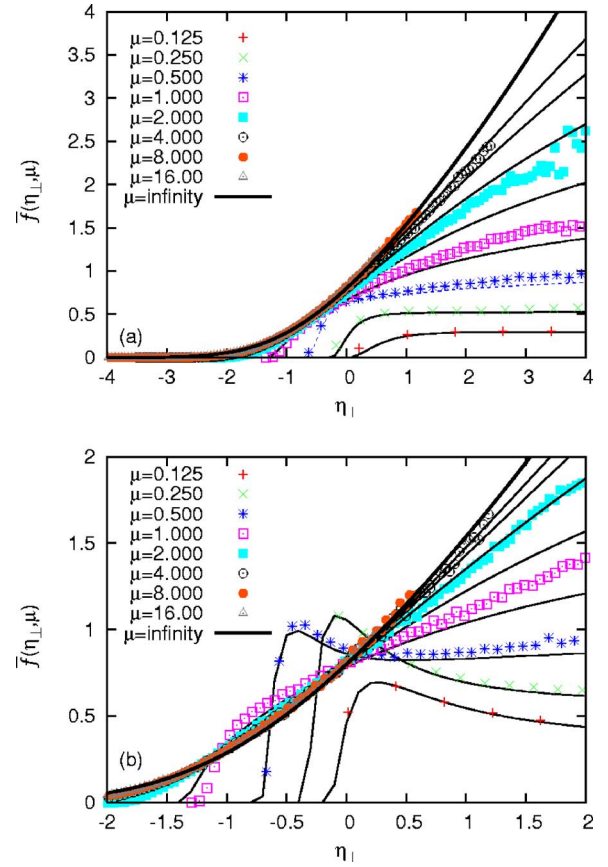 4
3.5
3
2.5
2
1.5
1
0.5
0
f̅(η⊥,μ)
μ=0.125
μ=0.250
μ=0.500
μ=1.000
μ=2.000
μ=4.000
μ=8.000
μ=16.00
μ=infinity
(a)
-4 -3 -2 -1 0 1 2 3 4
η⊥
2
1.5
1
0.5
0
f̅(η⊥,μ)
μ=0.125
μ=0.250
μ=0.500
μ=1.000
μ=2.000
μ=4.000
μ=8.000
μ=16.00
μ=infinity
(b)
-2 -1.5 -1 -0.5 0 0.5 1 1.5 2
η⊥